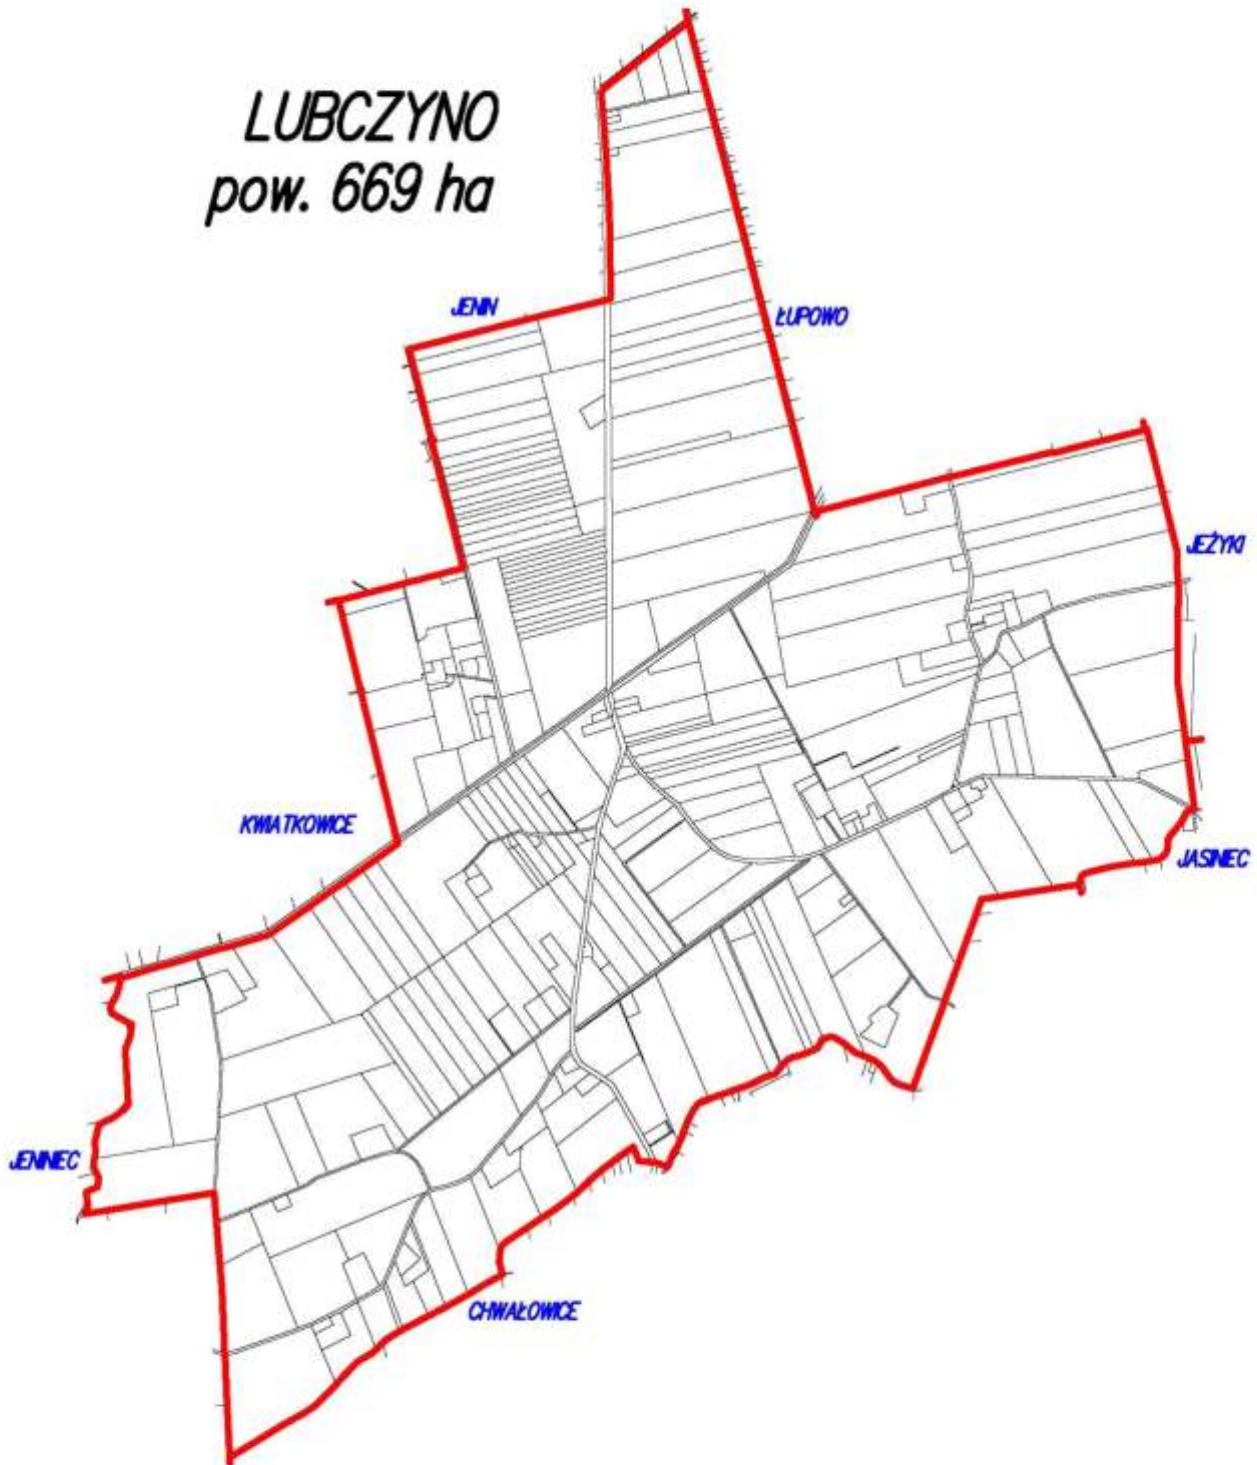 LUBCZYNO
pow. 669 ha
JENIN
ŁUPOWO
JEŻYKI
KWIATKOWICE
JASINIEC
JENINIEC
CHWAŁOWICE